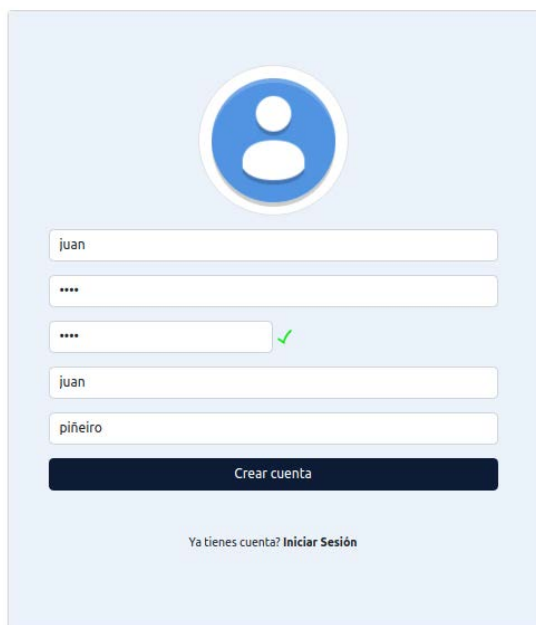 juan
••••
••••
juan
piñeiro
Crear cuenta
Ya tienes cuenta? Iniciar Sesión